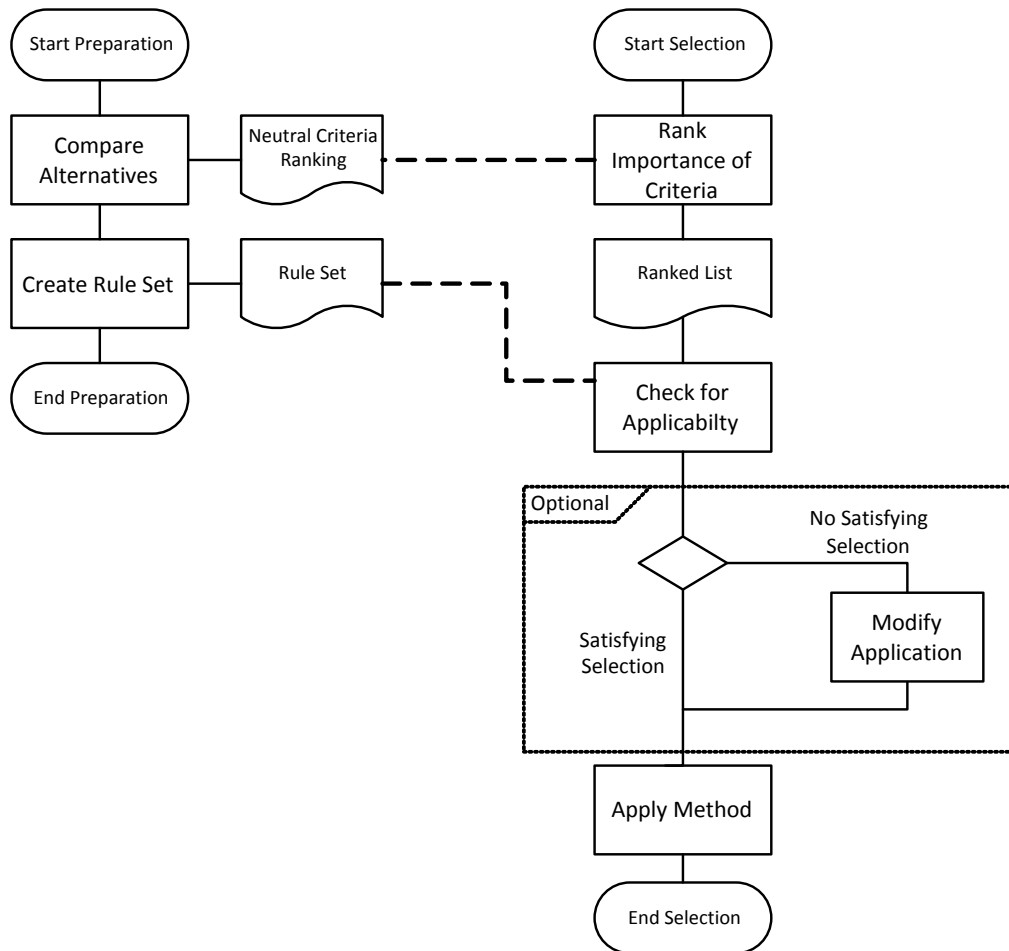 Start Preparation
Start Selection
Compare
Alternatives
Neutral Criteria
Ranking
Rank
Importance of
Criteria
Create Rule Set
Rule Set
Ranked List
End Preparation
Check for
Applicabilty
Optional
No Satisfying
Selection
Satisfying
Selection
Modify
Application
Apply Method
End Selection